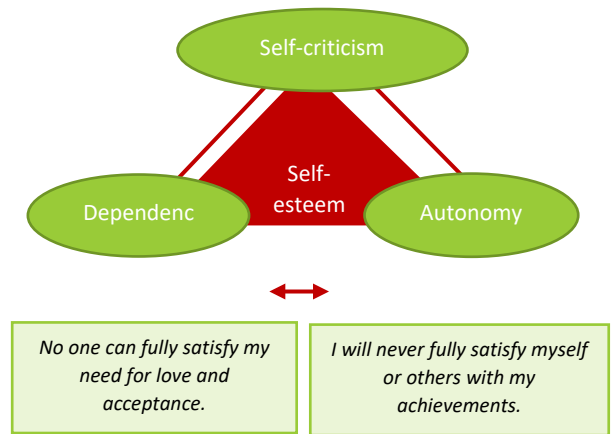 Self-criticism
Self-
esteem
Dependenc
Autonomy
No one can fully satisfy my
need for love and
acceptance.
I will never fully satisfy myself
or others with my
achievements.